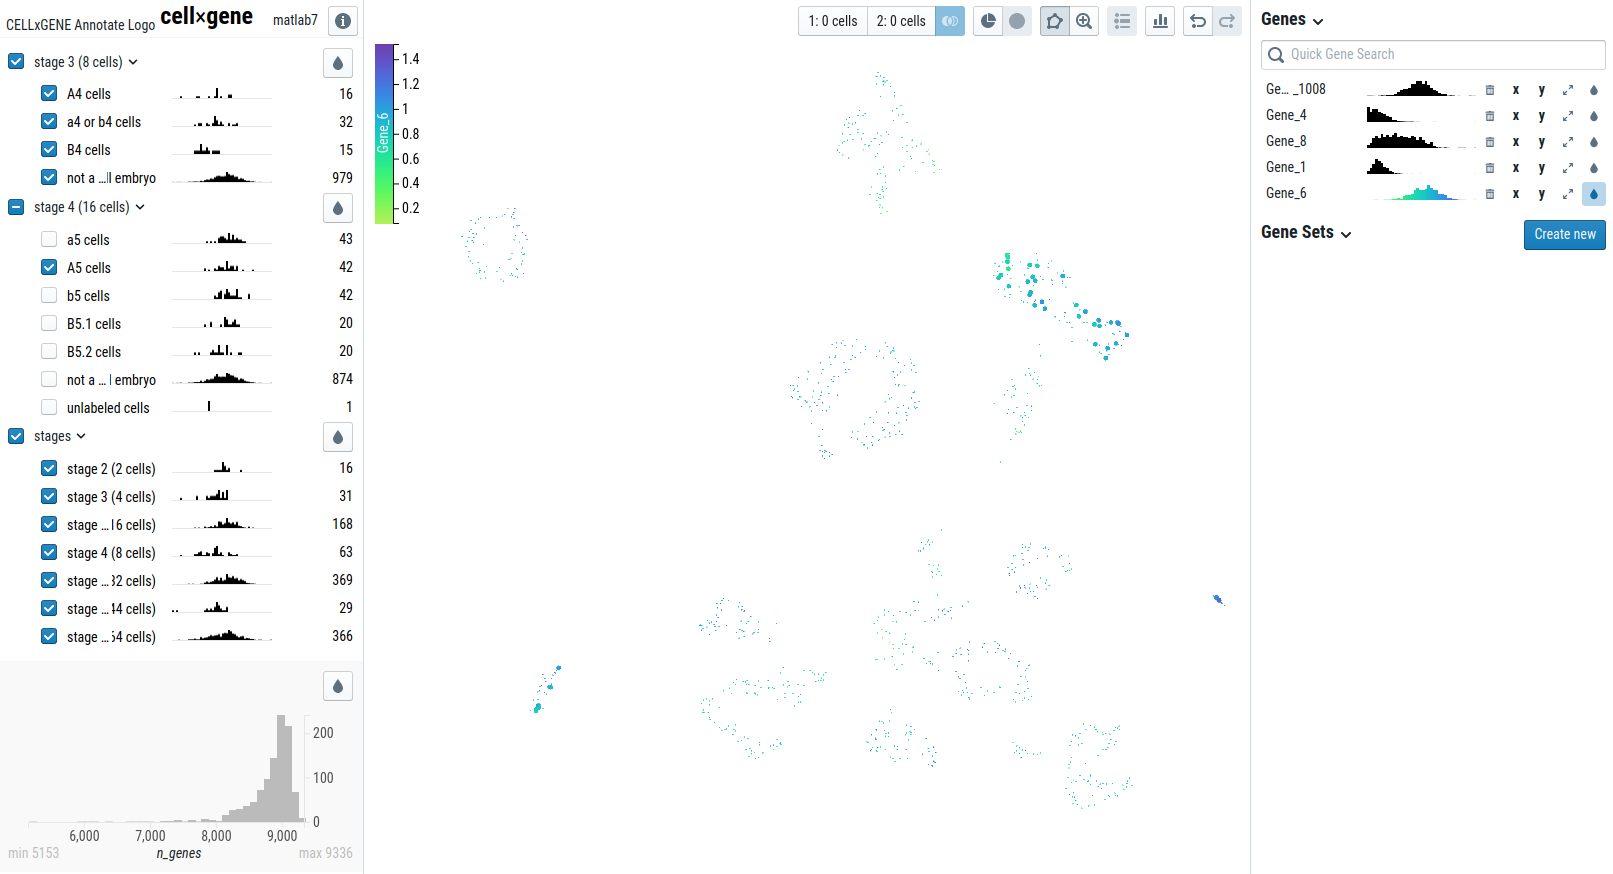 CELLxGENE Annotate Logo cell×gene matlab7
1: 0 cells 2: 0 cells
stage 3 (8 cells)
A4 cells 16
a4 or b4 cells 32
B4 cells 15
not a …ll embryo 979
stage 4 (16 cells)
a5 cells 43
A5 cells 42
b5 cells 42
B5.1 cells 20
B5.2 cells 20
not a … l embryo 874
unlabeled cells 1
stages
stage 2 (2 cells) 16
stage 3 (4 cells) 31
stage … 16 cells) 168
stage 4 (8 cells) 63
stage … 32 cells) 369
stage … 44 cells) 29
stage … 64 cells) 366
200
100
0
6,000 7,000 8,000 9,000
min 5153 n_genes max 9336
Gene_6
1.4
1.2
1
0.8
0.6
0.4
0.2
Genes
Quick Gene Search
Ge… _1008 x y
Gene_4 x y
Gene_8 x y
Gene_1 x y
Gene_6 x y
Gene Sets Create new